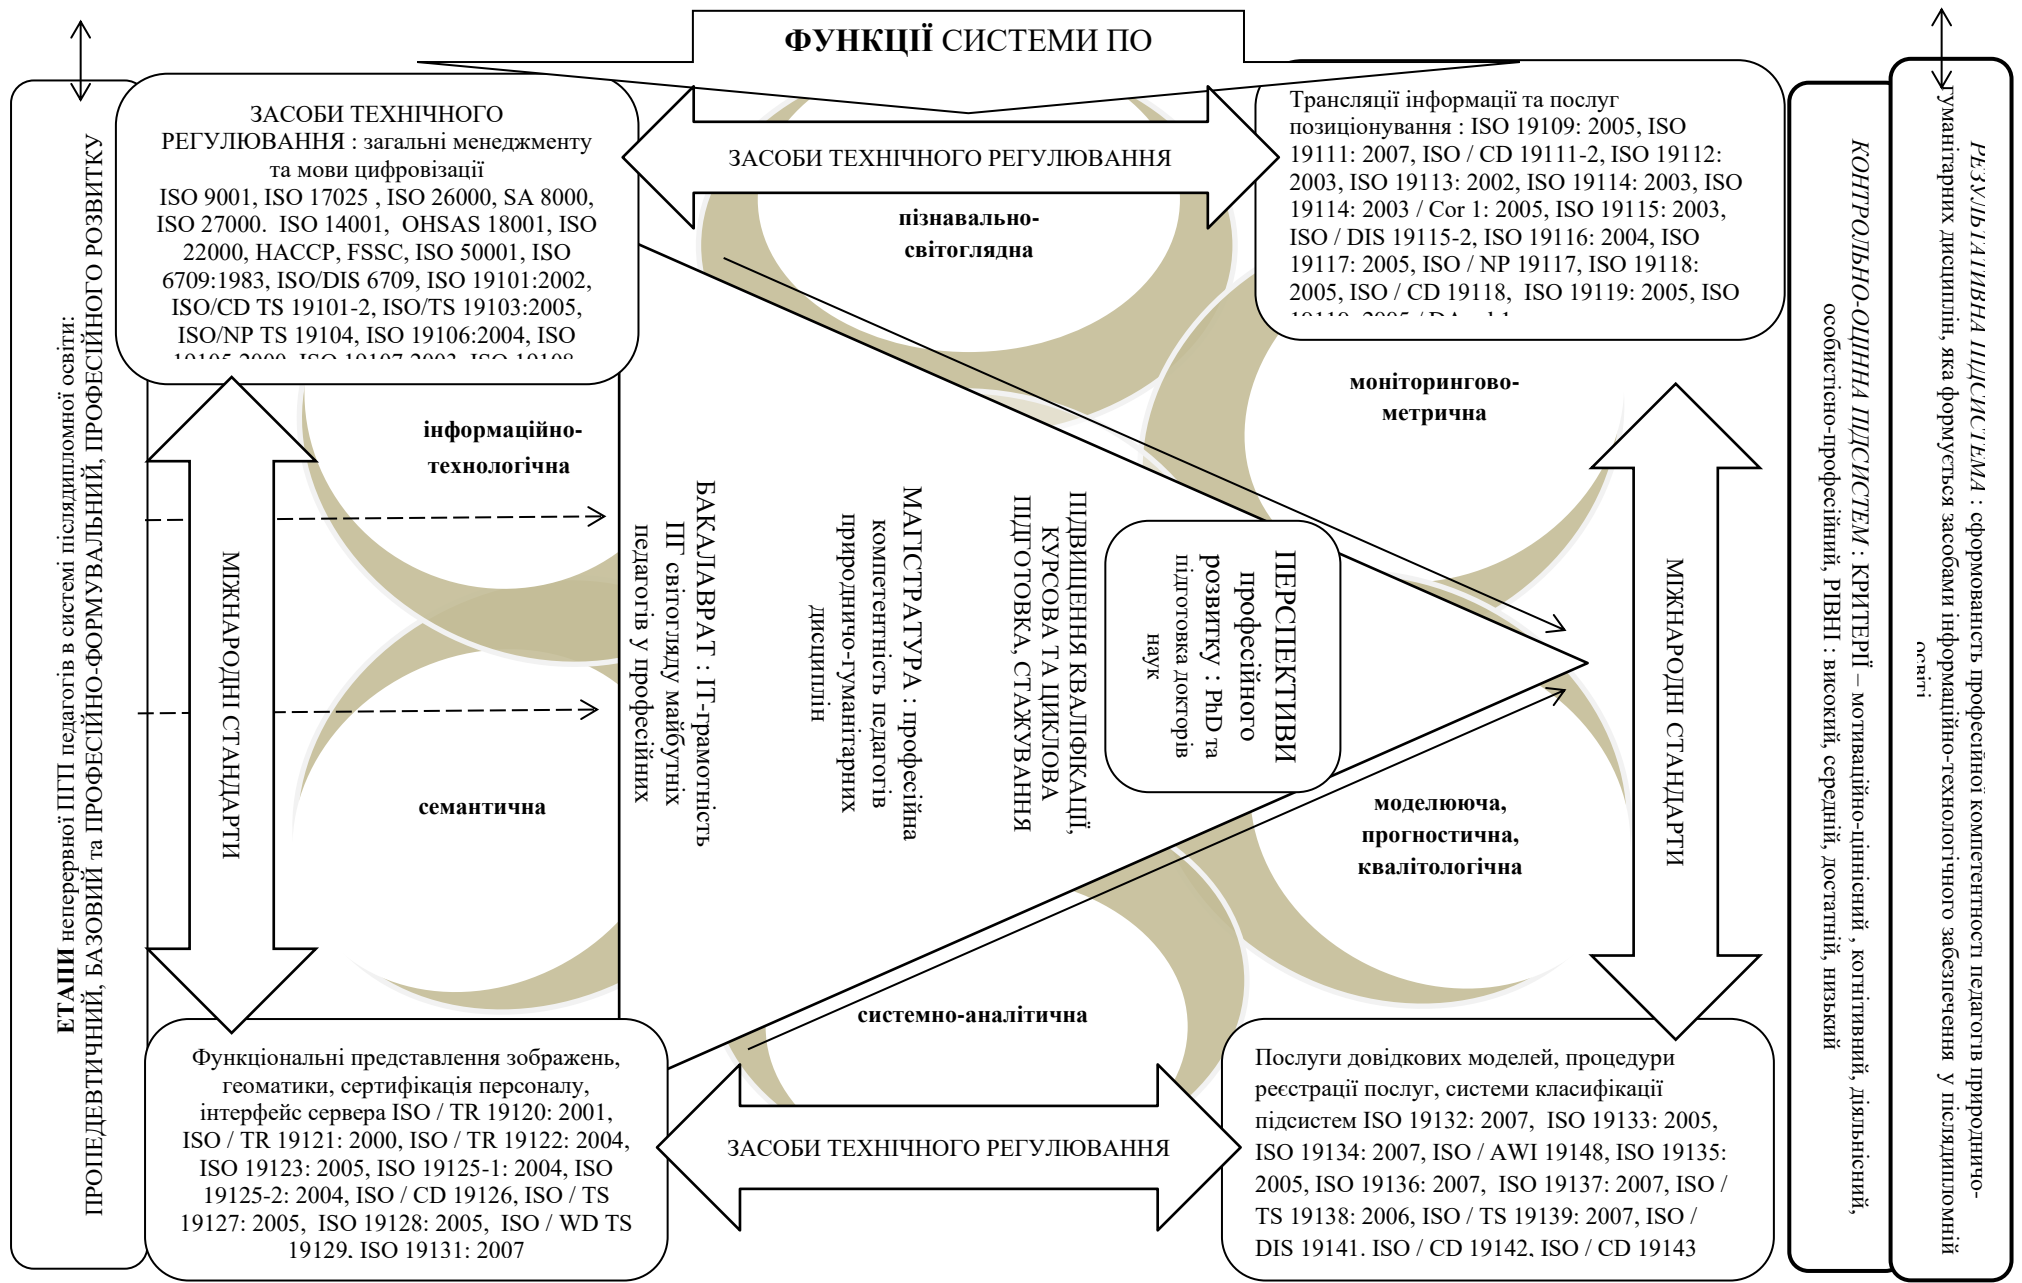 ФУНКЦІЇ СИСТЕМИ ПО
ЗАСОБИ ТЕХНІЧНОГО
РЕГУЛЮВАННЯ : загальні менеджменту
та мови цифровізації
ISO 9001, ISO 17025 , ISO 26000, SA 8000,
ISO 27000. ISO 14001, OHSAS 18001, ISO
22000, HACCP, FSSC, ISO 50001, ISO
6709:1983, ISO/DIS 6709, ISO 19101:2002,
ISO/CD TS 19101-2, ISO/TS 19103:2005,
ISO/NP TS 19104, ISO 19106:2004, ISO
19105:2000, ISO 19107:2003, ISO 19108
ЗАСОБИ ТЕХНІЧНОГО РЕГУЛЮВАННЯ
Трансляції інформації та послуг
позиціонування : ISO 19109: 2005, ISO
19111: 2007, ISO / CD 19111-2, ISO 19112:
2003, ISO 19113: 2002, ISO 19114: 2003, ISO
19114: 2003 / Cor 1: 2005, ISO 19115: 2003,
ISO / DIS 19115-2, ISO 19116: 2004, ISO
19117: 2005, ISO / NP 19117, ISO 19118:
2005, ISO / CD 19118, ISO 19119: 2005, ISO
19119: 2005 /
пізнавально-
світоглядна
інформаційно-
технологічна
моніторингово-
метрична
семантична
моделююча,
прогностична,
квалітологічна
системно-аналітична
ЕТАПИ неперервної ПГП педагогів в системі післядипломної освіти:
ПРОПЕДЕВТИЧНИЙ, БАЗОВИЙ та ПРОФЕСІЙНО-ФОРМУВАЛЬНИЙ, ПРОФЕСІЙНОГО РОЗВИТКУ
МІЖНАРОДНІ СТАНДАРТИ
БАКАЛАВРАТ : ІТ-грамотність
ПГ світогляду майбутніх
педагогів у професійних
МАГІСТРАТУРА : професійна
компетентність педагогів
природничо-гуманітарних
дисциплін
ПІДВИЩЕННЯ КВАЛІФІКАЦІЇ,
КУРСОВА ТА ЦИКЛОВА
ПІДГОТОВКА, СТАЖУВАННЯ
ПЕРСПЕКТИВИ
професійного
розвитку : PhD та
підготовка докторів
наук
МІЖНАРОДНІ СТАНДАРТИ
КОНТРОЛЬНО-ОЦІННА ПІДСИСТЕМ : КРИТЕРІЇ – мотиваційно-ціннісний , когнітивний, діяльнісний,
особистісно-професійний, РІВНІ : високий, середній, достатній, низький
РЕЗУЛЬТАТИВНА ПІДСИСТЕМА : сформованість професійної компетентності педагогів природничо-
гуманітарних дисциплін, яка формується засобами інформаційно-технологічного забезпечення у післядипломній
освіті
Функціональні представлення зображень,
геоматики, сертифікація персоналу,
інтерфейс сервера ISO / TR 19120: 2001,
ISO / TR 19121: 2000, ISO / TR 19122: 2004,
ISO 19123: 2005, ISO 19125-1: 2004, ISO
19125-2: 2004, ISO / CD 19126, ISO / TS
19127: 2005, ISO 19128: 2005, ISO / WD TS
19129, ISO 19131: 2007
ЗАСОБИ ТЕХНІЧНОГО РЕГУЛЮВАННЯ
Послуги довідкових моделей, процедури
реєстрації послуг, системи класифікації
підсистем ISO 19132: 2007, ISO 19133: 2005,
ISO 19134: 2007, ISO / AWI 19148, ISO 19135:
2005, ISO 19136: 2007, ISO 19137: 2007, ISO /
TS 19138: 2006, ISO / TS 19139: 2007, ISO /
DIS 19141, ISO / CD 19142, ISO / CD 19143